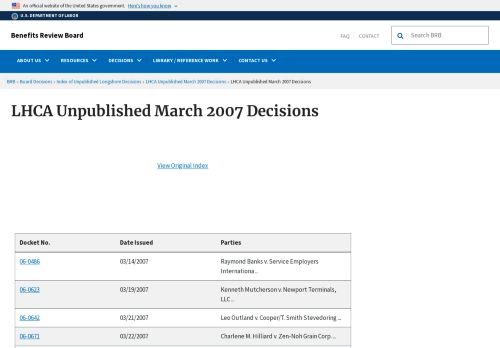 An official website of the United States government. Here's how you know
U.S. DEPARTMENT OF LABOR
Benefits Review Board
FAQ · CONTACT
Search BRB
ABOUT US
RESOURCES
DECISIONS
LIBRARY / REFERENCE WORK
CONTACT US
BRB › Board Decisions › Index of Unpublished Longshore Decisions › LHCA Unpublished March 2007 Decisions › LHCA Unpublished March 2007 Decisions
LHCA Unpublished March 2007 Decisions
View Original Index
Docket No. Date Issued Parties
06-0486 03/14/2007 Raymond Banks v. Service Employers
Internationa...
06-0623 03/19/2007 Kenneth Mutcherson v. Newport Terminals,
LLC ...
06-0642 03/21/2007 Leo Outland v. Cooper/T. Smith Stevedoring ...
06-0671 03/22/2007 Charlene M. Hilliard v. Zen-Noh Grain Corp ...